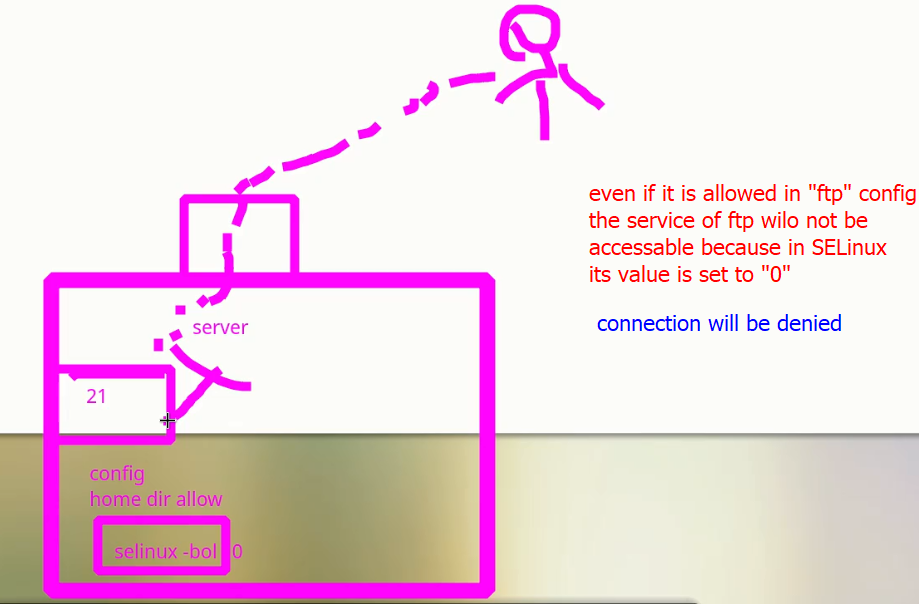 even if it is allowed in "ftp" config
the service of ftp wilo not be
accessable because in SELinux
its value is set to "0"
connection will be denied
server
21
config
home dir allow
selinux -bol 0